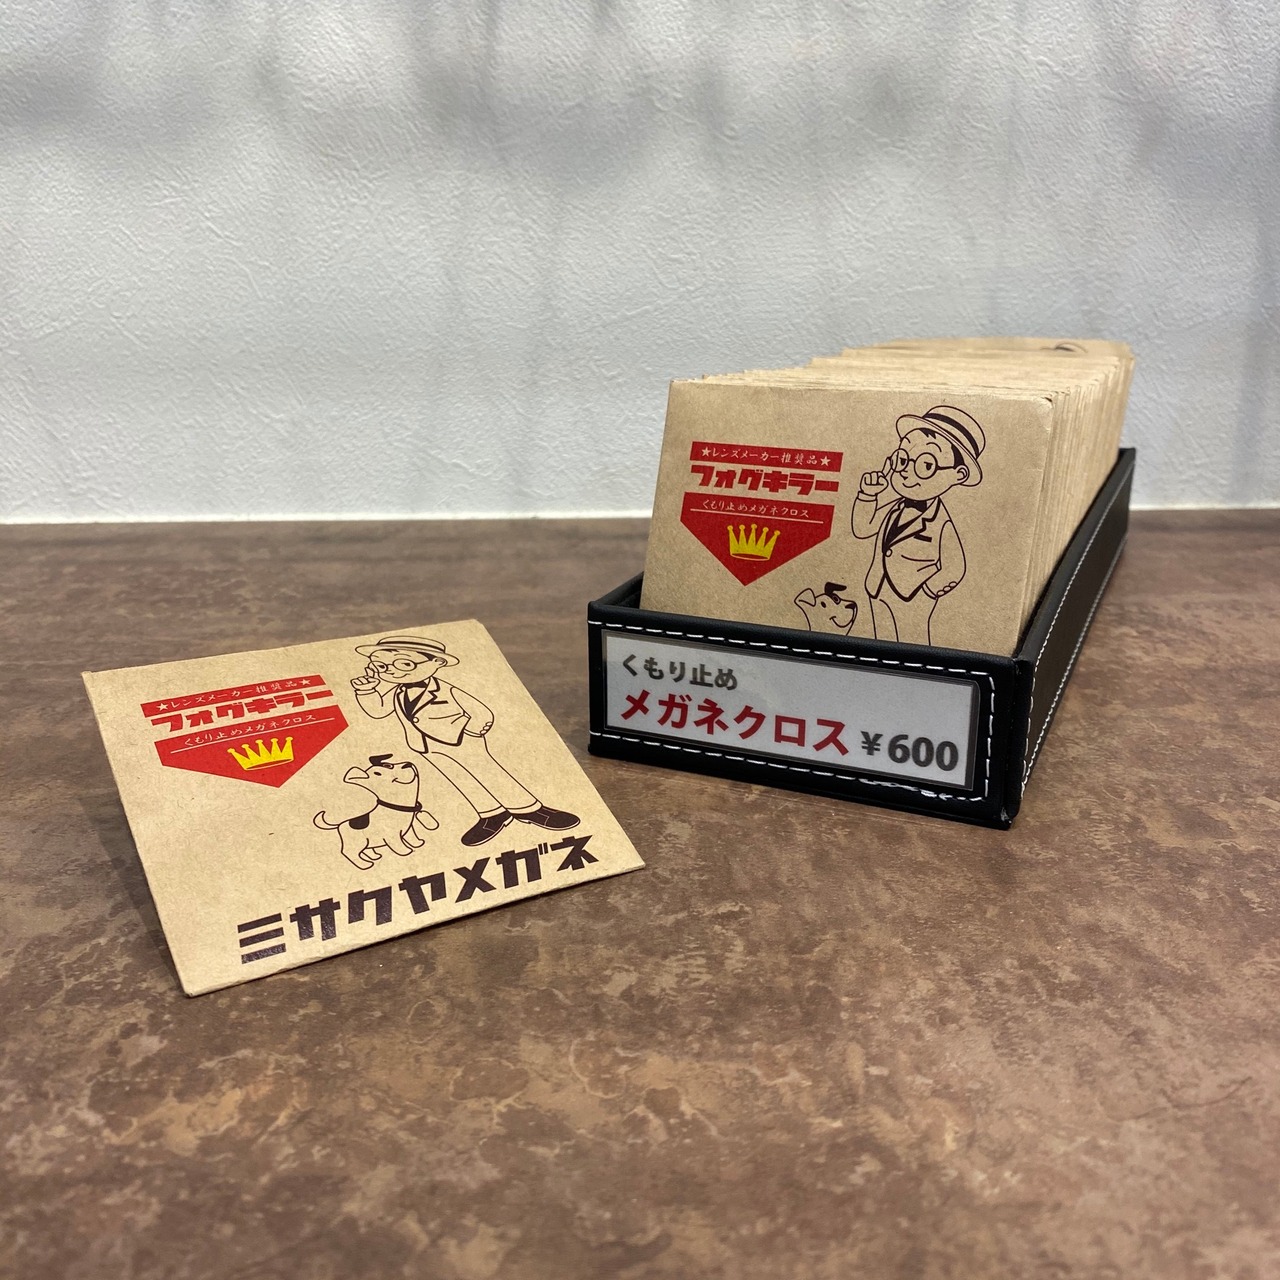 ★レンズメーカー推奨品★
フォグキラー
くもり止めメガネクロス
ミサクヤメガネ
★レンズメーカー推奨品★
フォグキラー
くもり止めメガネクロス
くもり止め
メガネクロス ¥600